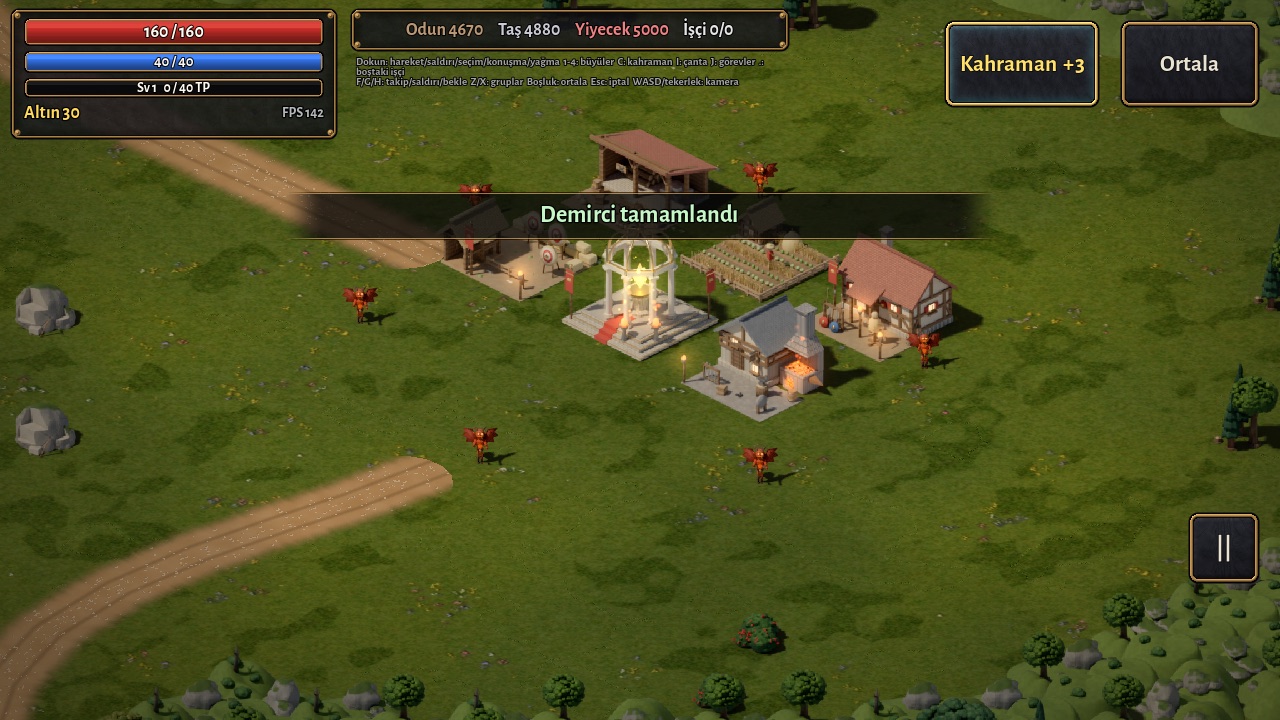 160 / 160
40 / 40
Sv 1 0 / 40 TP
Altın 30
FPS 142
Odun 4670 Taş 4880 Yiyecek 5000 İşçi 0/0
Dokun: hareket/saldırı/seçim/konuşma/yağma 1-4: büyüler C: kahraman I: çanta J: görevler .:
boştaki işçi
F/G/H: takip/saldırı/bekle Z/X: gruplar Boşluk: ortala Esc: iptal WASD/tekerlek: kamera
Kahraman +3
Ortala
Demirci tamamlandı